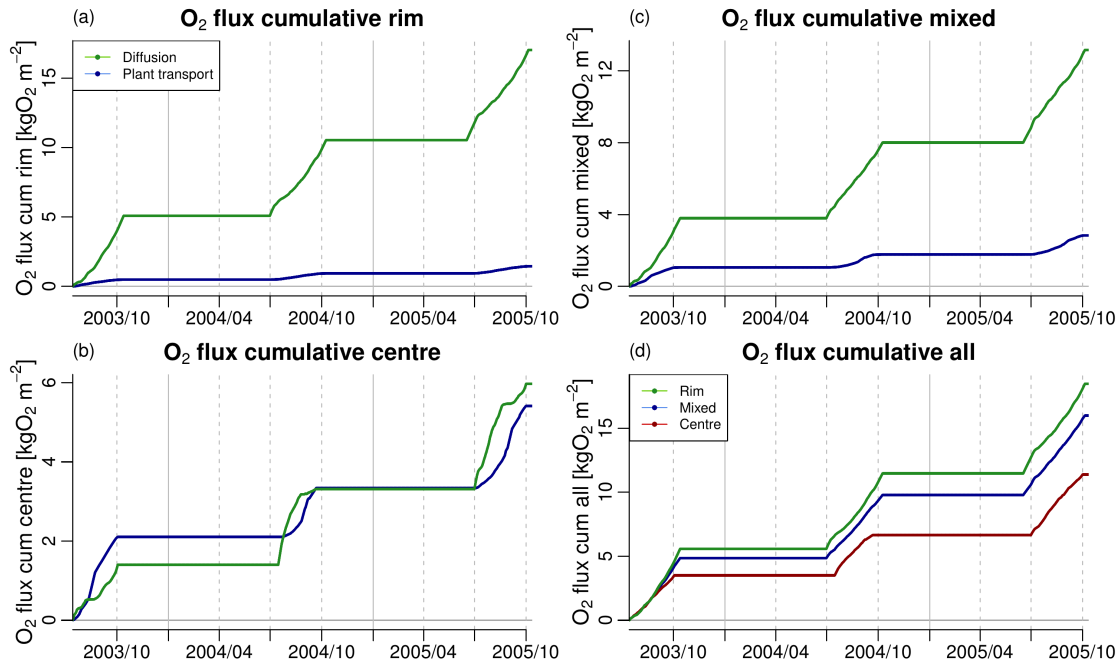 (a) O₂ flux cumulative rim
O₂ flux cum rim [kgO₂ m⁻²]
0 5 10 15
Diffusion
Plant transport
2003/10 2004/04 2004/10 2005/04 2005/10
(c) O₂ flux cumulative mixed
O₂ flux cum mixed [kgO₂ m⁻²]
0 4 8 12
2003/10 2004/04 2004/10 2005/04 2005/10
(b) O₂ flux cumulative centre
O₂ flux cum centre [kgO₂ m⁻²]
0 2 4 6
2003/10 2004/04 2004/10 2005/04 2005/10
(d) O₂ flux cumulative all
O₂ flux cum all [kgO₂ m⁻²]
0 5 10 15
Rim
Mixed
Centre
2003/10 2004/04 2004/10 2005/04 2005/10